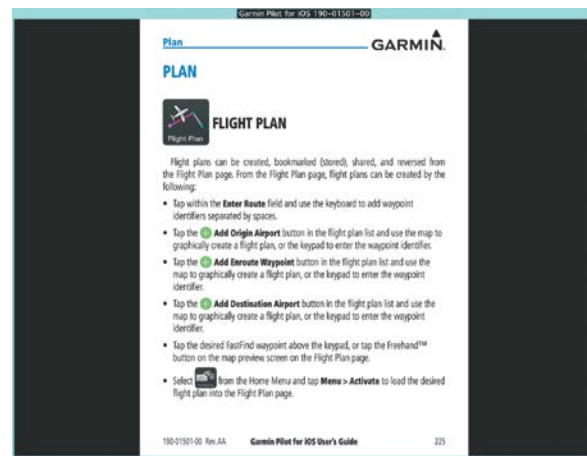 Garmin Pilot for iOS 190-01501-00
Plan
GARMIN.
PLAN
Flight Plan
FLIGHT PLAN
Flight plans can be created, bookmarked (stored), shared, and reversed from
the Flight Plan page. From the Flight Plan page, flight plans can be created by the
following:
• Tap within the Enter Route field and use the keyboard to add waypoint
identifiers separated by spaces.
• Tap the Add Origin Airport button in the flight plan list and use the map to
graphically create a flight plan, or the keypad to enter the waypoint identifier.
• Tap the Add Enroute Waypoint button in the flight plan list and use the
map to graphically create a flight plan, or the keypad to enter the waypoint
identifier.
• Tap the Add Destination Airport button in the flight plan list and use the
map to graphically create a flight plan, or the keypad to enter the waypoint
identifier.
• Tap the desired FastFind waypoint above the keypad, or tap the Freehand™
button on the map preview screen on the Flight Plan page.
• Select from the Home Menu and tap Menu > Activate to load the desired
flight plan into the Flight Plan page.
190-01501-00 Rev. AA Garmin Pilot for iOS User's Guide 225